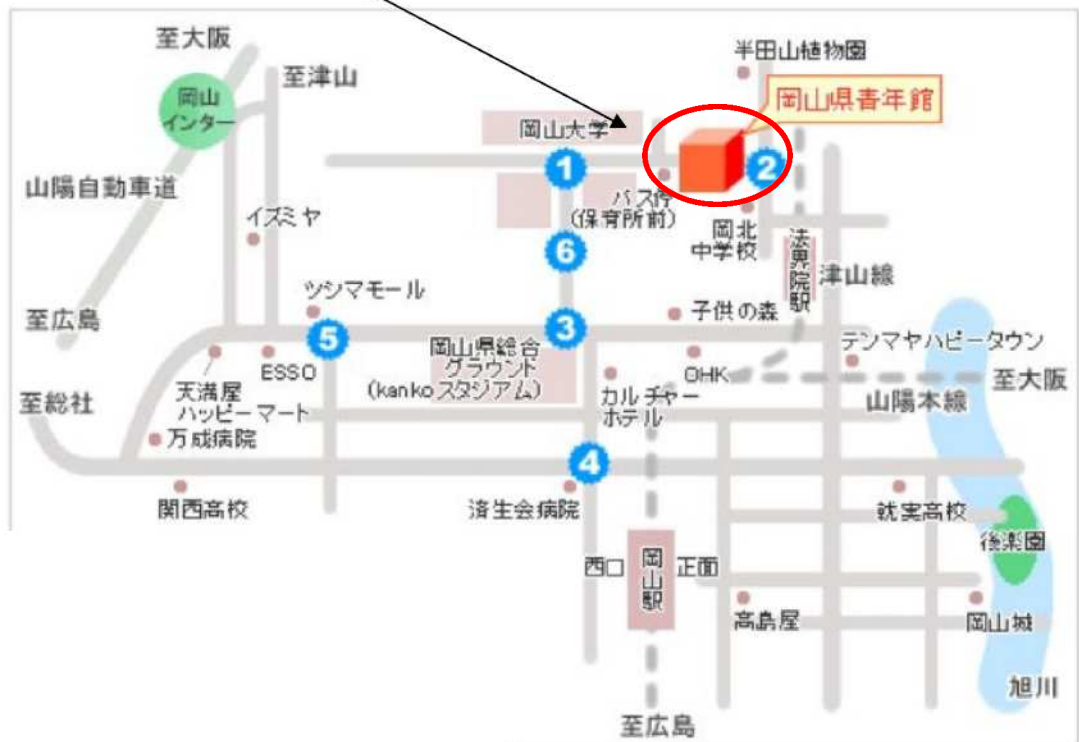 至大阪
半田山植物園
至津山
岡山
インター
岡山県青年館
岡山大学
1
2
山陽自動車道
バス停
(保育所前)
イズミヤ
岡北
中学校
6
法界院駅
津山線
ツシマモール
子供の森
至広島
5
3
岡山県総合
グラウンド
(kankoスタジアム)
テンマヤハピータウン
ESSO
OHK
至大阪
天満屋
ハッピーマート
カルチャー
ホテル
至総社
山陽本線
万成病院
4
関西高校
済生会病院
就実高校
後楽園
西口
岡山駅
正面
高島屋
岡山城
旭川
至広島